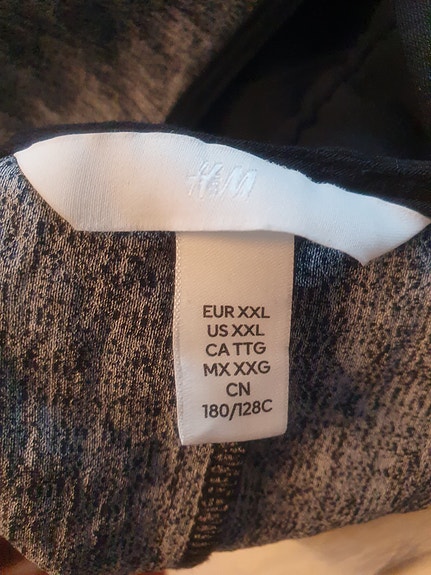 H&M
EUR XXL
US XXL
CA TTG
MX XXG
CN
180/128C